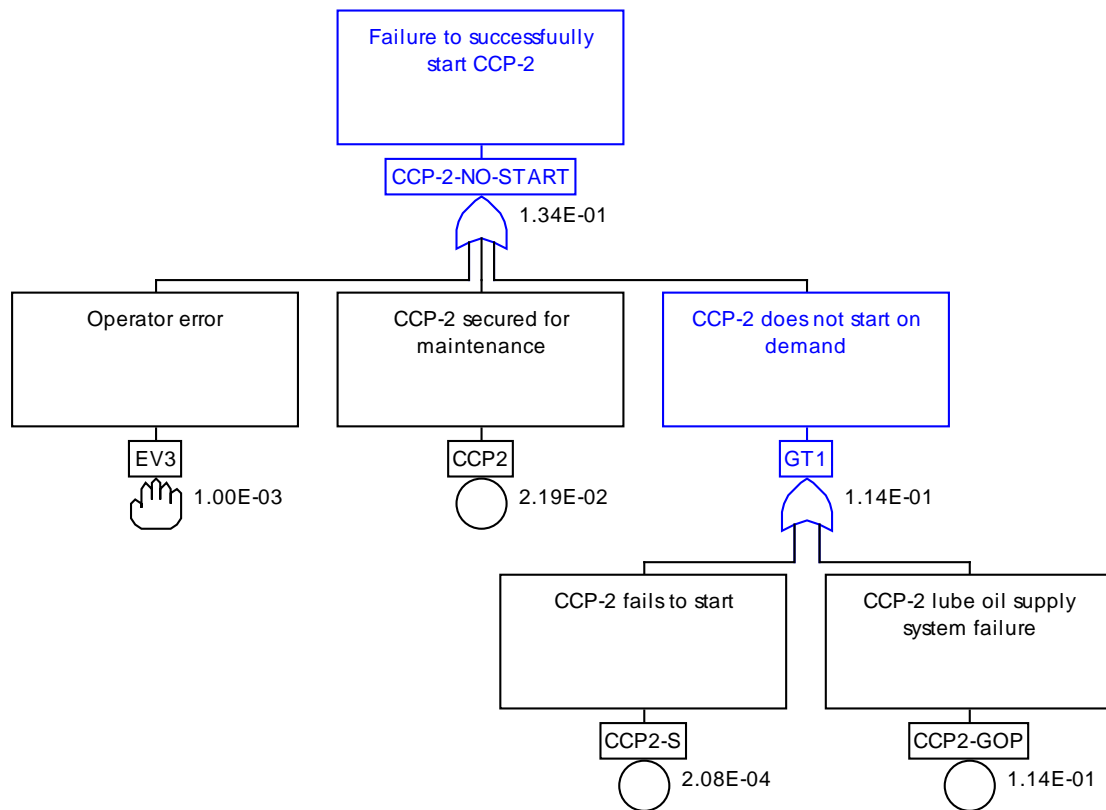 Failure to successfuully
start CCP-2
CCP-2-NO-START
1.34E-01
Operator error
CCP-2 secured for
maintenance
CCP-2 does not start on
demand
EV3
CCP2
GT1
1.00E-03
2.19E-02
1.14E-01
CCP-2 fails to start
CCP-2 lube oil supply
system failure
CCP2-S
CCP2-GOP
2.08E-04
1.14E-01